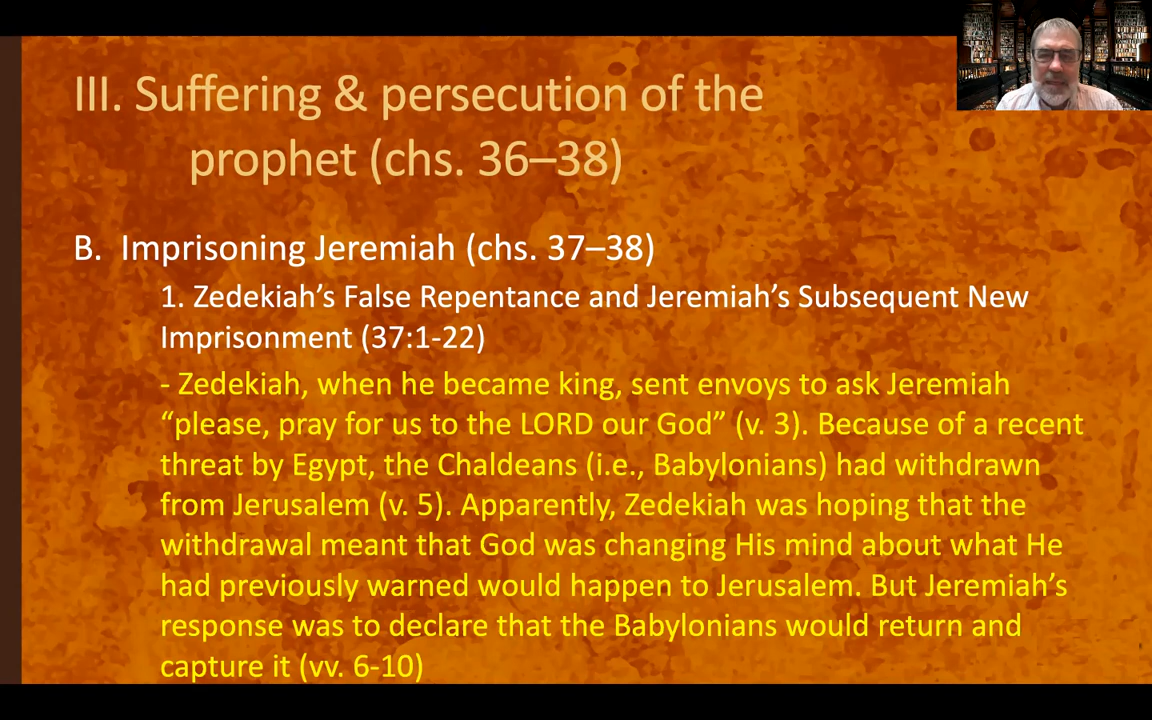 III. Suffering & persecution of the
prophet (chs. 36–38)
B. Imprisoning Jeremiah (chs. 37–38)
1. Zedekiah’s False Repentance and Jeremiah’s Subsequent New
Imprisonment (37:1-22)
- Zedekiah, when he became king, sent envoys to ask Jeremiah
“please, pray for us to the LORD our God” (v. 3). Because of a recent
threat by Egypt, the Chaldeans (i.e., Babylonians) had withdrawn
from Jerusalem (v. 5). Apparently, Zedekiah was hoping that the
withdrawal meant that God was changing His mind about what He
had previously warned would happen to Jerusalem. But Jeremiah’s
response was to declare that the Babylonians would return and
capture it (vv. 6-10)